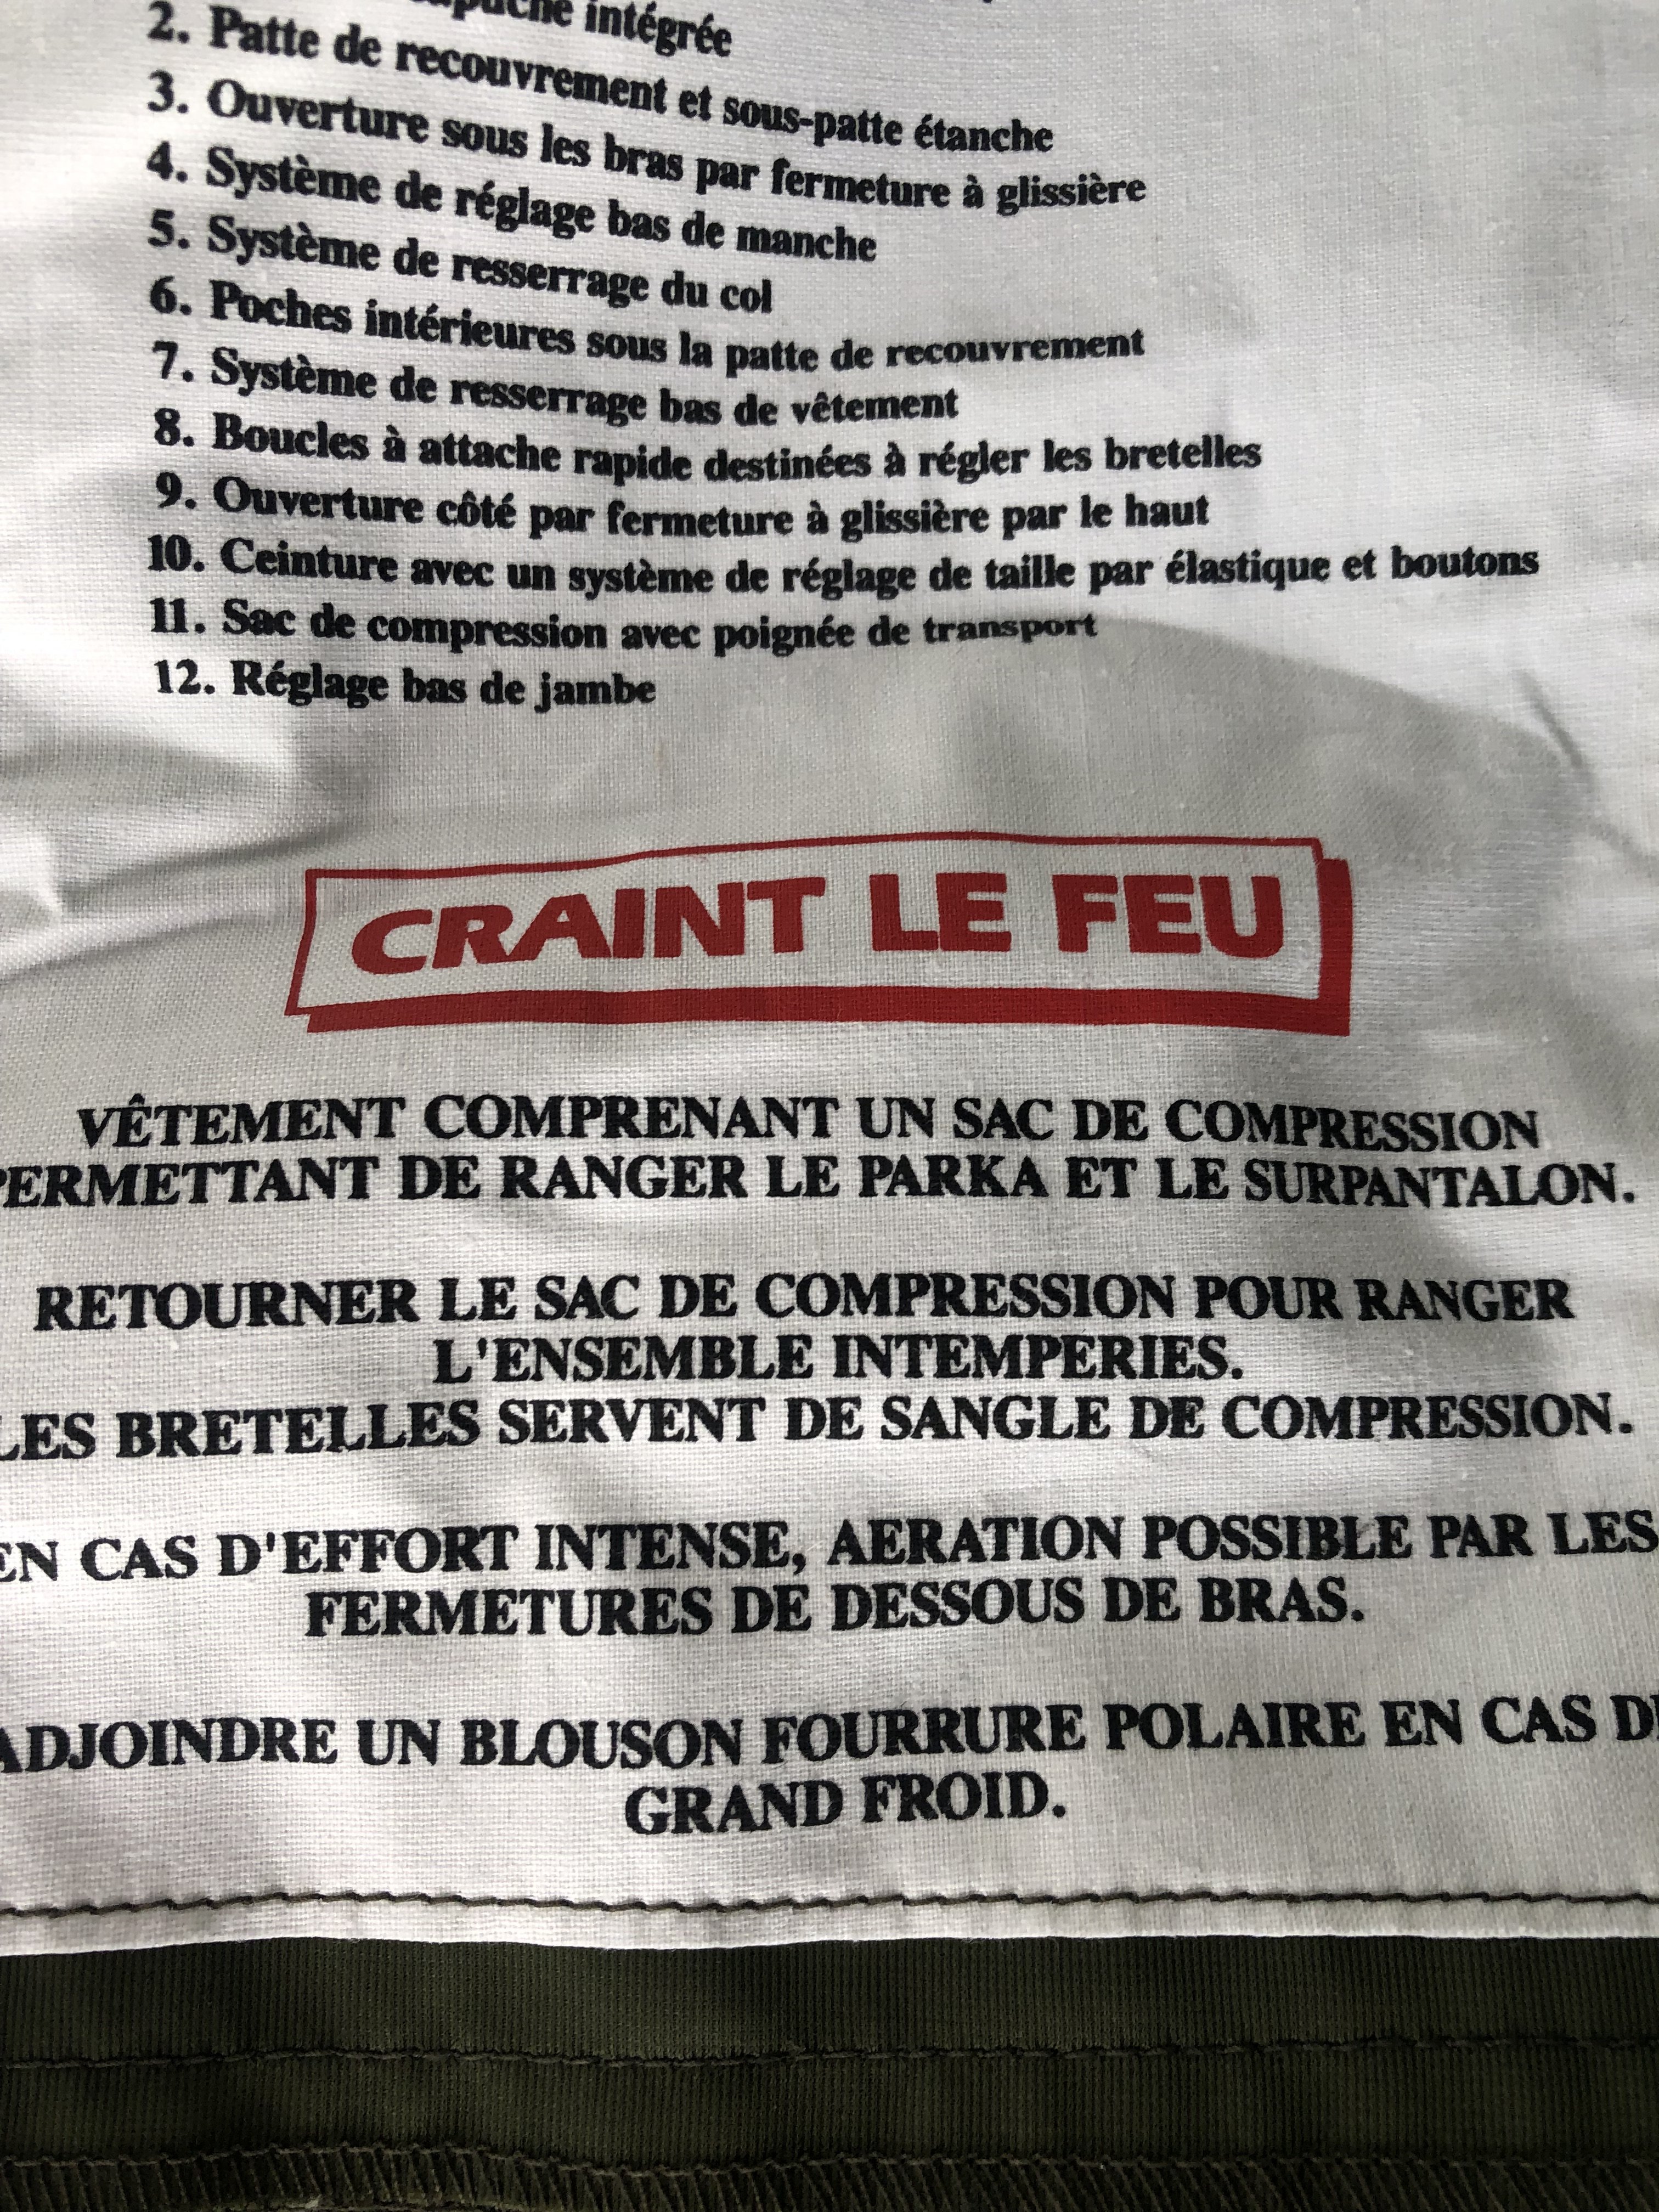 intégrée
2. Patte de recouvrement et sous-patte étanche
3. Ouverture sous les bras par fermeture à glissière
4. Système de réglage bas de manche
5. Système de resserrage du col
6. Poches intérieures sous la patte de recouvrement
7. Système de resserrage bas de vêtement
8. Boucles à attache rapide destinées à régler les bretelles
9. Ouverture côté par fermeture à glissière par le haut
10. Ceinture avec un système de réglage de taille par élastique et boutons
11. Sac de compression avec poignée de transport
12. Réglage bas de jambe
CRAINT LE FEU
VÊTEMENT COMPRENANT UN SAC DE COMPRESSION
PERMETTANT DE RANGER LE PARKA ET LE SURPANTALON.
RETOURNER LE SAC DE COMPRESSION POUR RANGER
L'ENSEMBLE INTEMPERIES.
LES BRETELLES SERVENT DE SANGLE DE COMPRESSION.
EN CAS D'EFFORT INTENSE, AERATION POSSIBLE PAR LES
FERMETURES DE DESSOUS DE BRAS.
ADJOINDRE UN BLOUSON FOURRURE POLAIRE EN CAS DE
GRAND FROID.